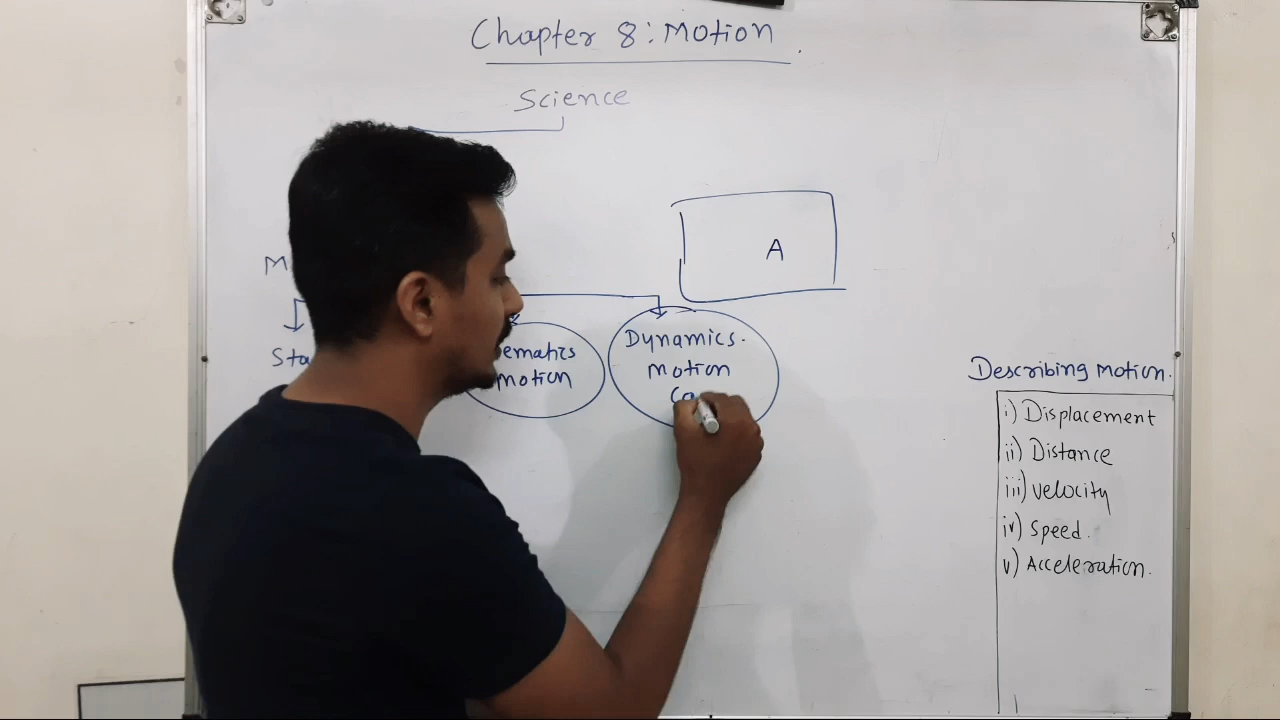 Chapter 8: Motion
Science
A
Dynamics.
motion
motion
Describing Motion.
i) Displacement
ii) Distance
iii) Velocity
iv) Speed.
v) Acceleration.